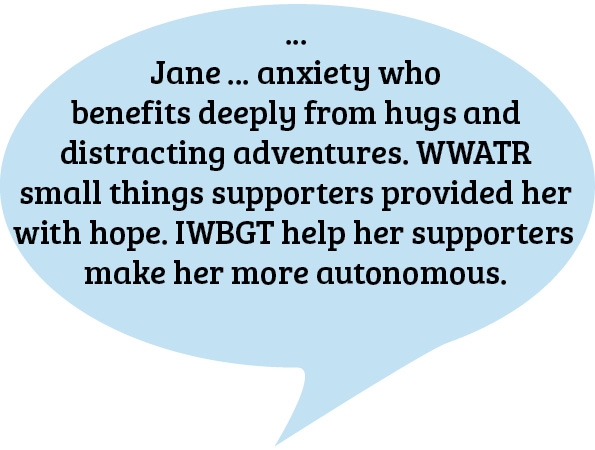 ...
Jane ... anxiety who
benefits deeply from hugs and
distracting adventures. WWATR
small things supporters provided her
with hope. IWBGT help her supporters
make her more autonomous.